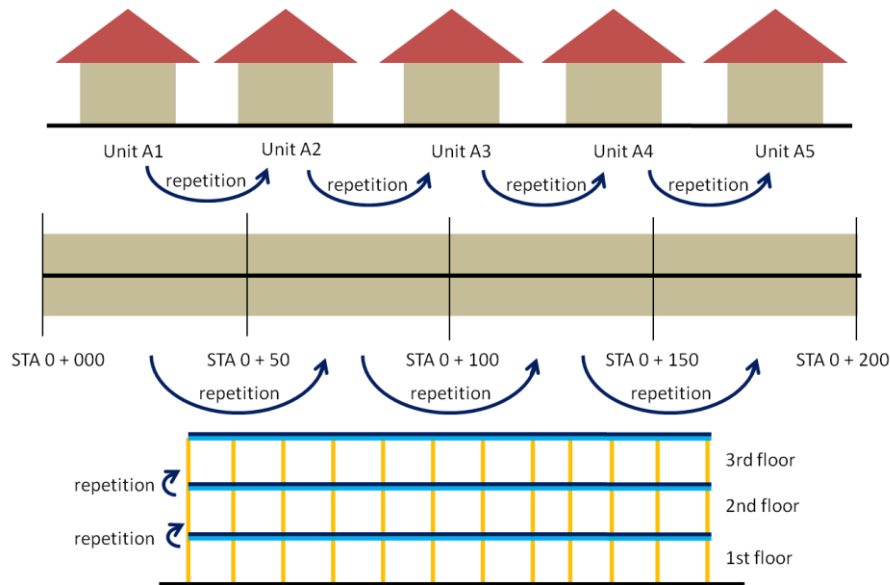 Unit A1 Unit A2 Unit A3 Unit A4 Unit A5
repetition repetition repetition repetition
STA 0 + 000 STA 0 + 50 STA 0 + 100 STA 0 + 150 STA 0 + 200
repetition repetition repetition
3rd floor
repetition
2nd floor
repetition
1st floor